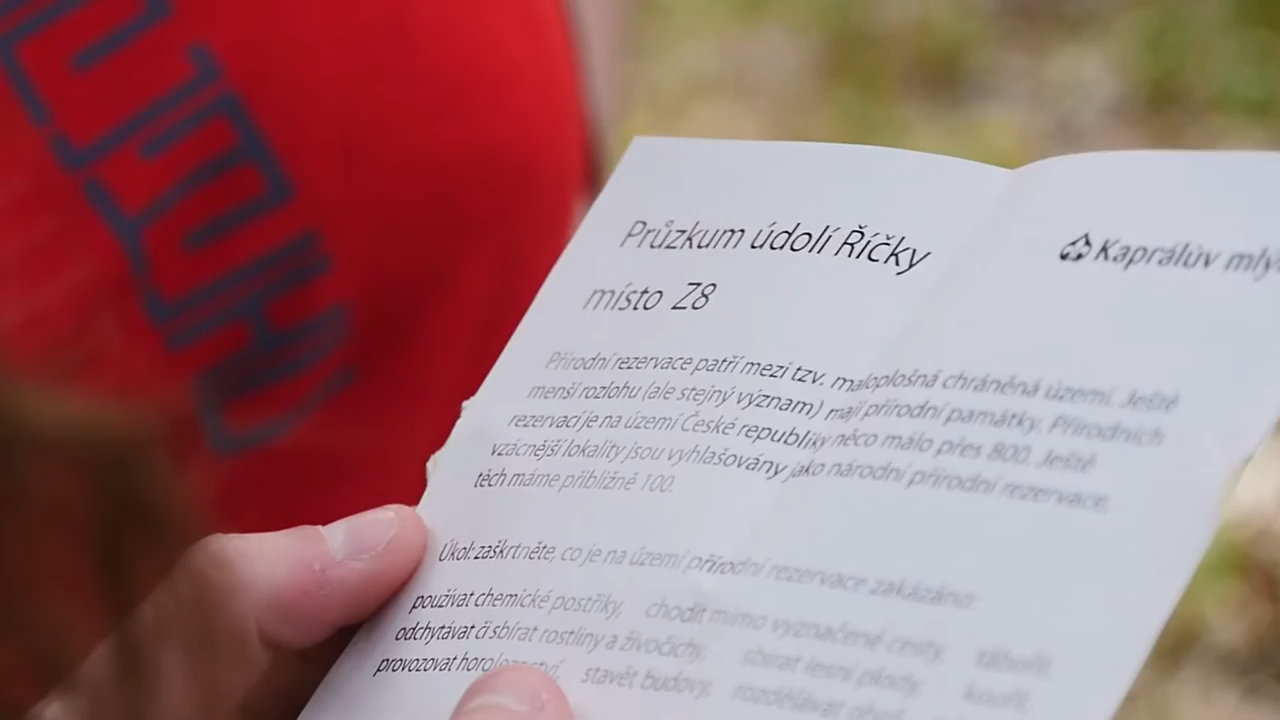 Průzkum údolí Říčky
Kaprálův
místo Z8
Přírodní rezervace patří mezi tzv. maloplošná chráněná území. Ještě
menší rozlohu (ale stejný význam) mají přírodní památky. Přírodních
rezervací je na území České republiky něco málo přes 800. Ještě
vzácnější lokality jsou vyhlašovány jako národní přírodní rezervace,
těch máme přibližně 100.
Úkol: zaškrtněte, co je na území přírodní rezervace zakázáno:
používat chemické postřiky, chodit mimo vyznačené cesty, tábořit,
odchytávat či sbírat rostliny a živočichy, sbírat lesní plody, kouřit,
provozovat stavět budovy, rozdělávat oheň